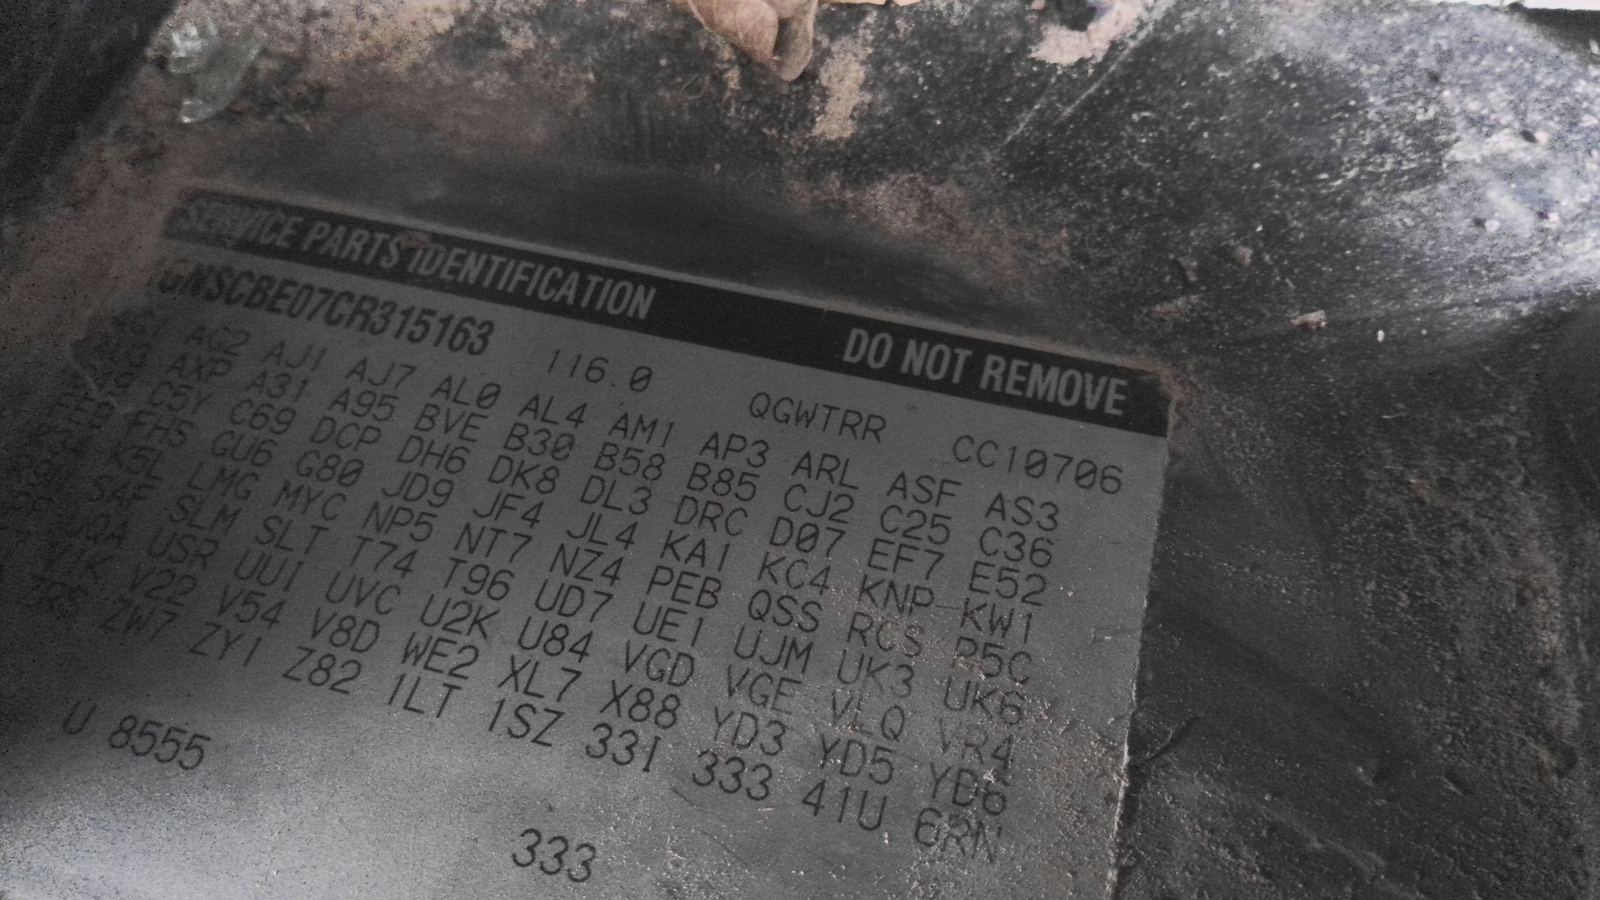 SERVICE PARTS IDENTIFICATION DO NOT REMOVE
GNSCBE07CR315163 116.0 QGWTRR CC10706
AG2 AJ1 AJ7 AL0 AL4 AM1 AP3 ARL ASF AS3
AXP A31 A95 BVE B30 B58 B85 CJ2 C25 C36
C5Y C69 DCP DH6 DK8 DL3 DRC D07 EF7 E52
FHS GU6 G80 JD9 JF4 JL4 KA1 KC4 KNP KW1
K5L LMG MYC NP5 NT7 NZ4 PEB QSS RCS R5C
SAF SLM SLT T74 T96 UD7 UE1 UJM UK3 UK6
UQA USR UU1 UVC U2K U84 VGD VGE VLQ VR4
V1K V22 V54 V8D WE2 XL7 X88 YD3 YD5 YD6
ZW7 ZY1 Z82 1LT 1SZ 33I 333 41U 6RN
U 8555
333